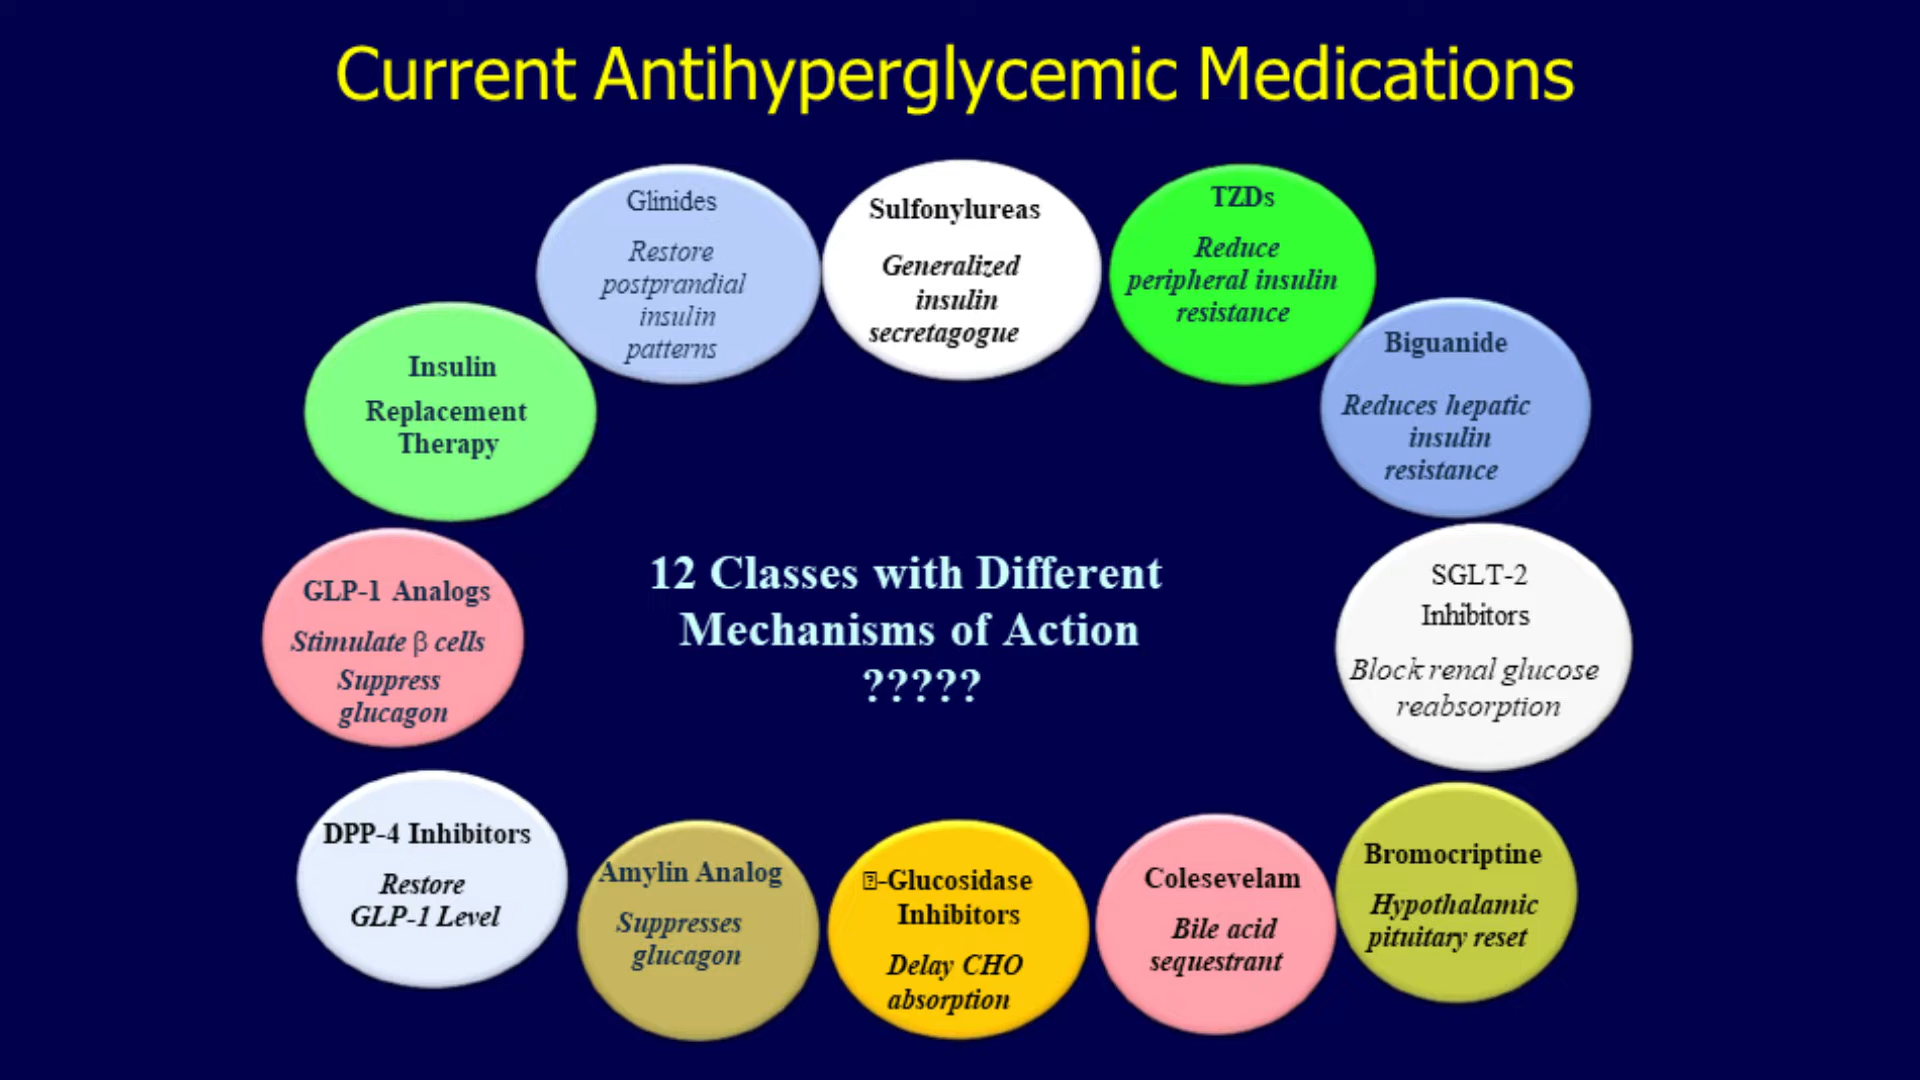 Current Antihyperglycemic Medications
Glinides
Restore
postprandial
insulin
patterns
Sulfonylureas
Generalized
insulin
secretagogue
TZDs
Reduce
peripheral insulin
resistance
Insulin
Replacement
Therapy
Biguanide
Reduces hepatic
insulin
resistance
GLP-1 Analogs
Stimulate β cells
Suppress
glucagon
12 Classes with Different
Mechanisms of Action
?????
SGLT-2
Inhibitors
Block renal glucose
reabsorption
DPP-4 Inhibitors
Restore
GLP-1 Level
Amylin Analog
Suppresses
glucagon
⍰-Glucosidase
Inhibitors
Delay CHO
absorption
Colesevelam
Bile acid
sequestrant
Bromocriptine
Hypothalamic
pituitary reset